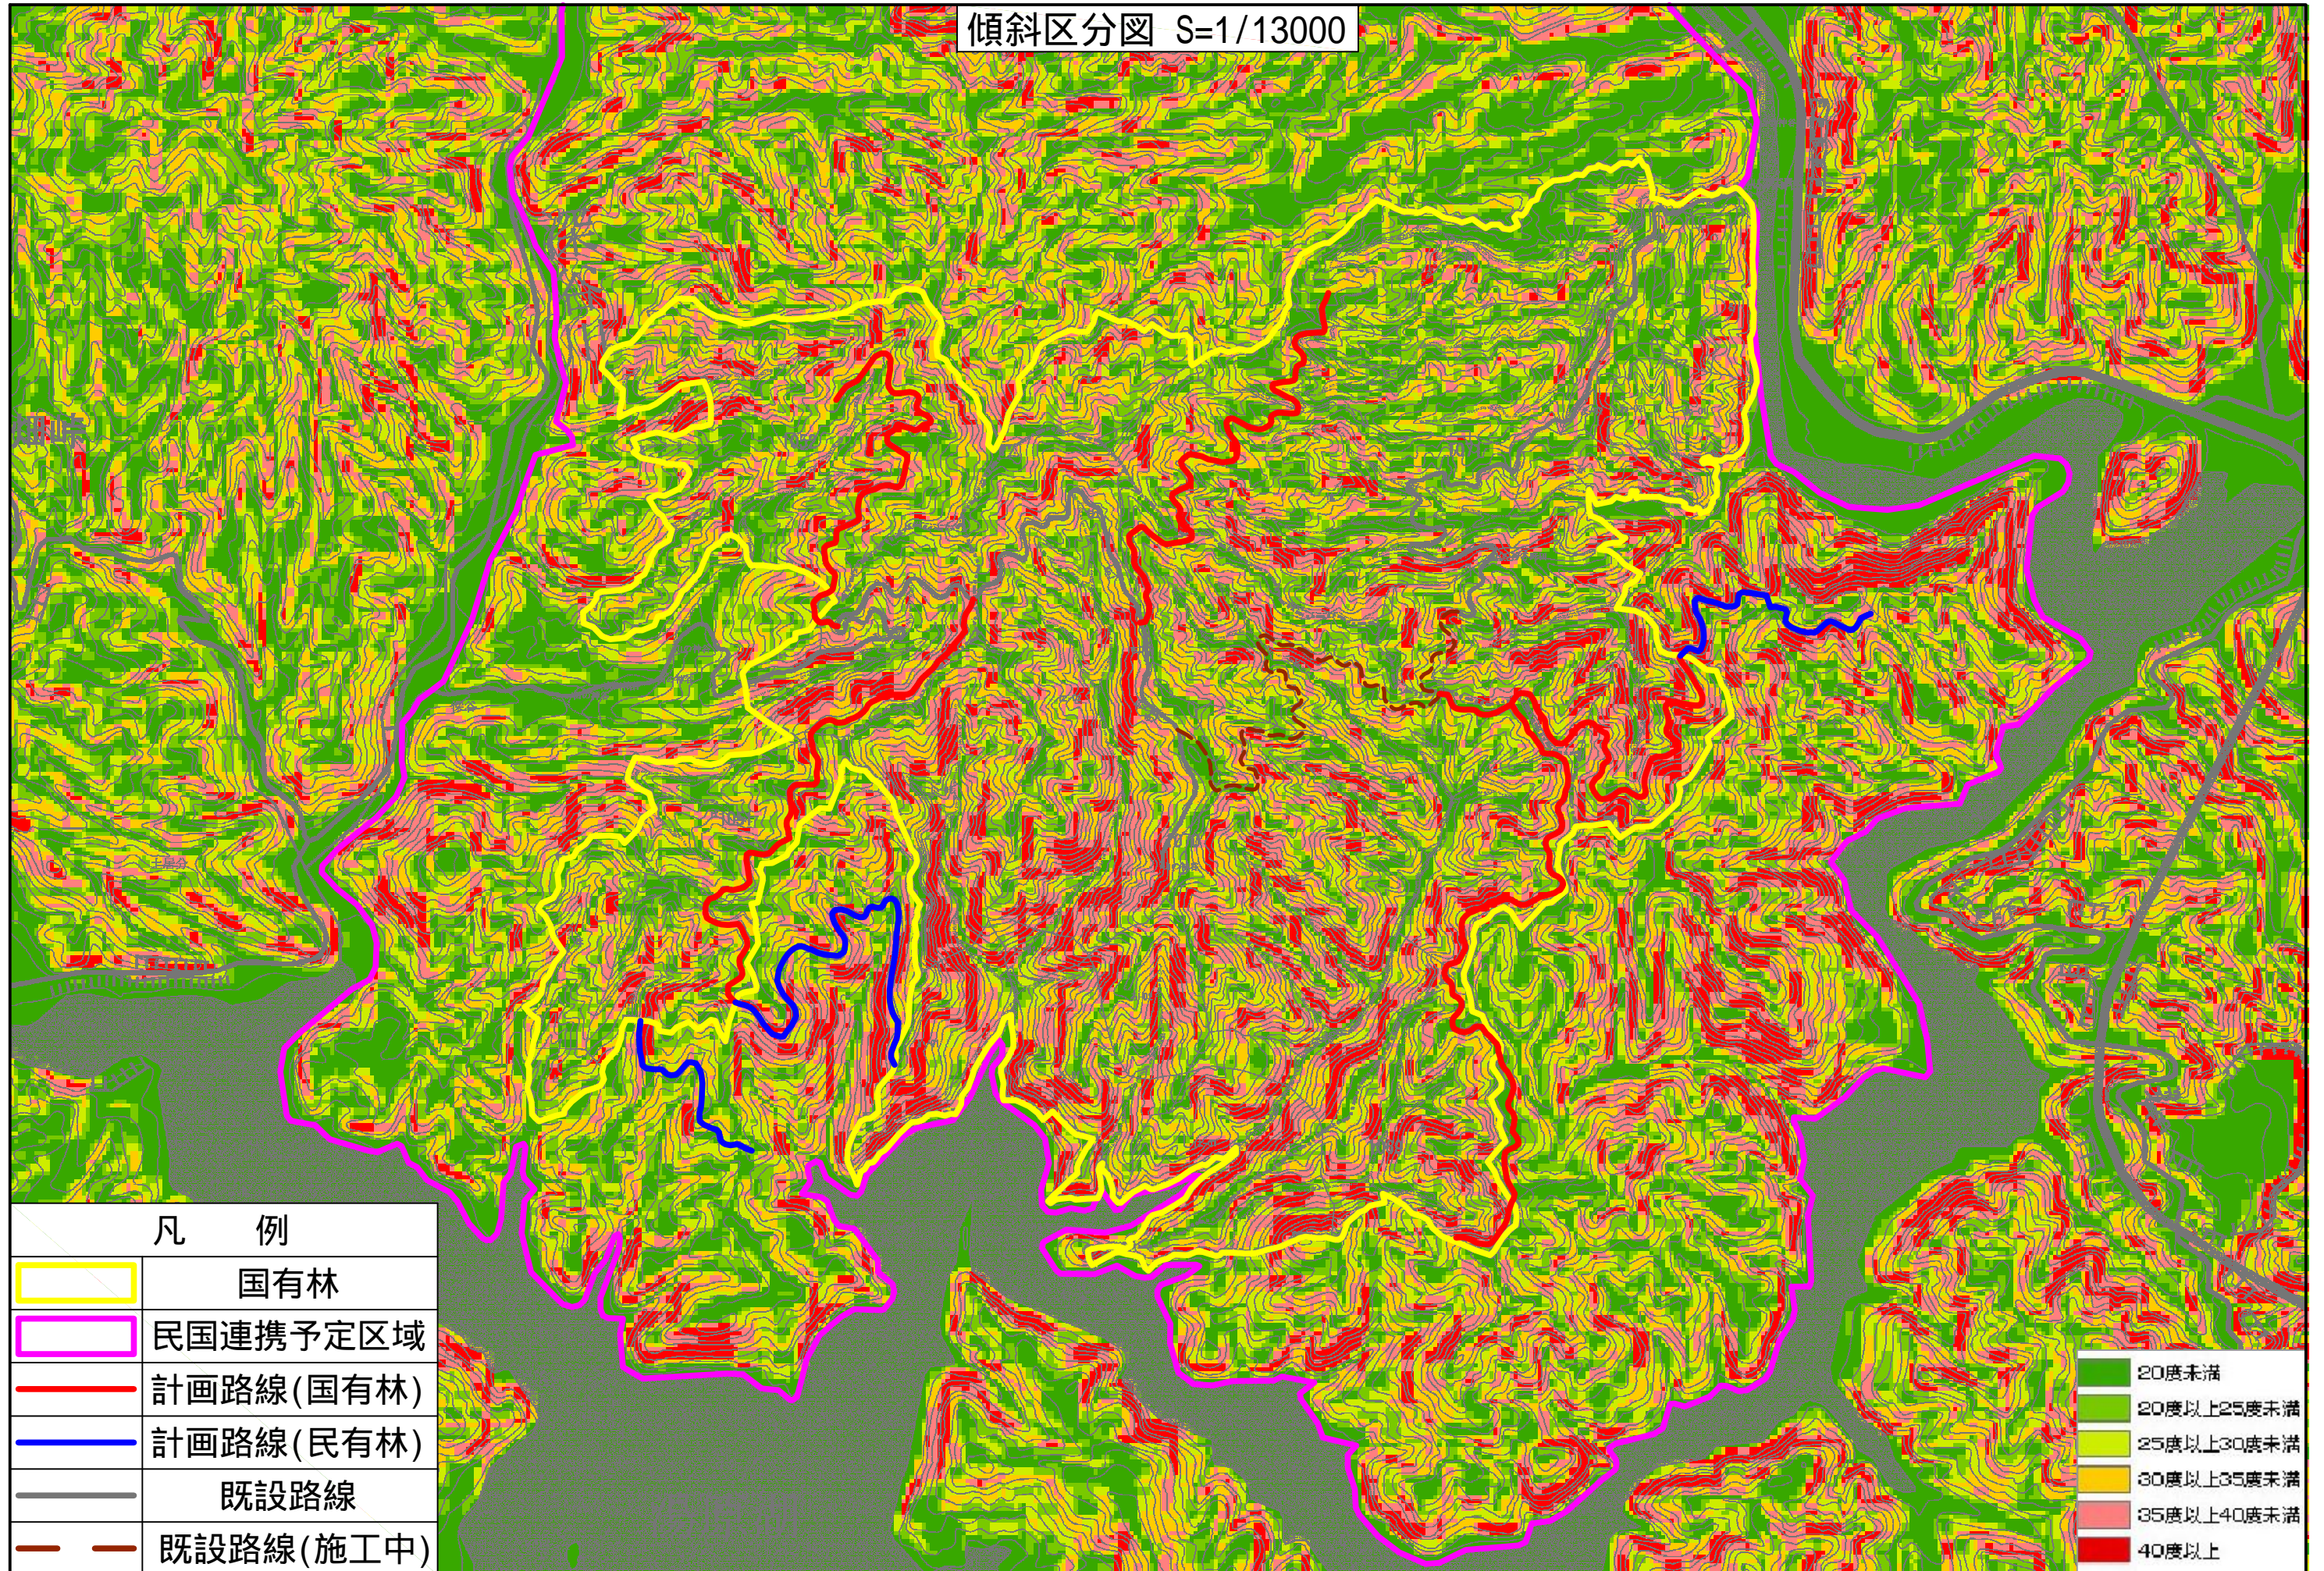 傾斜区分図 S=1/13000
凡 例
国有林
民国連携予定区域
計画路線(国有林)
計画路線(民有林)
既設路線
既設路線(施工中)
20度未満
20度以上25度未満
25度以上30度未満
30度以上35度未満
35度以上40度未満
40度以上